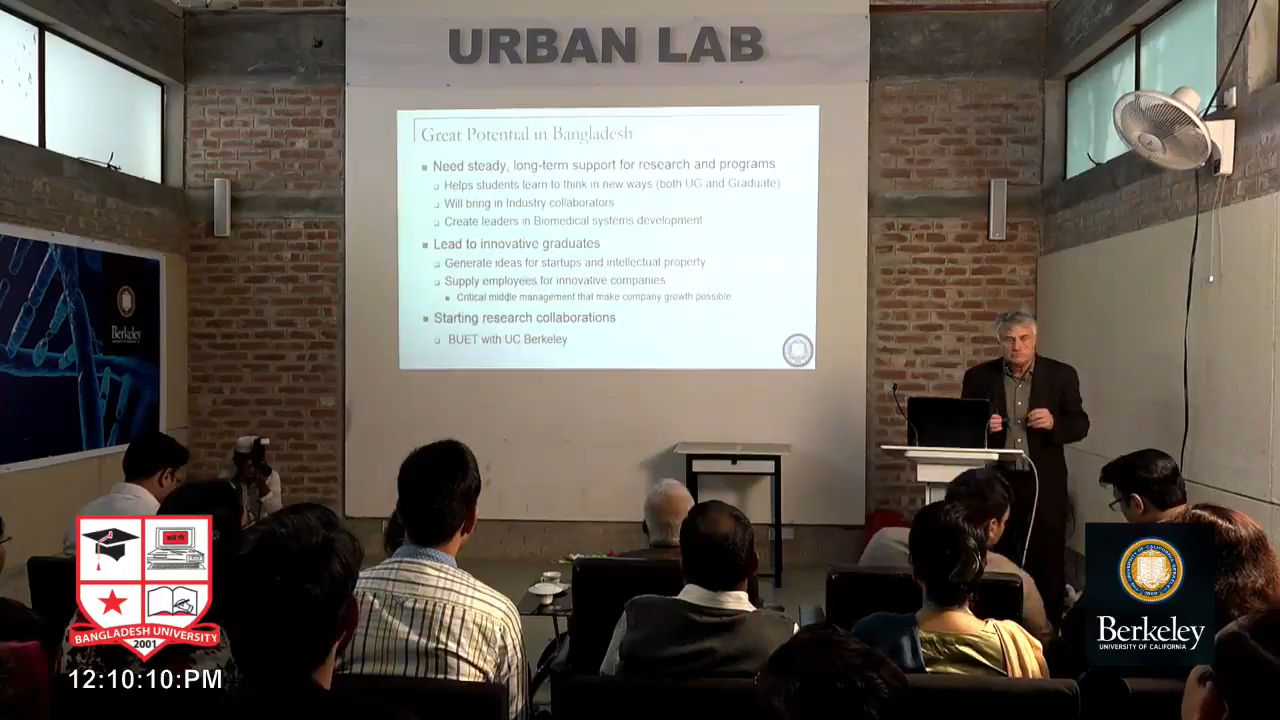 URBAN LAB
Great Potential in Bangladesh
Need steady, long-term support for research and programs
Helps students learn to think in new ways (both UG and Graduate)
Will bring in Industry collaborators
Create leaders in Biomedical systems development
Lead to innovative graduates
Generate ideas for startups and intellectual property
Supply employees for innovative companies
Critical middle management that make company growth possible
Starting research collaborations
BUET with UC Berkeley
Berkeley
BANGLADESH UNIVERSITY
2001
12:10:10:PM
Berkeley
UNIVERSITY OF CALIFORNIA